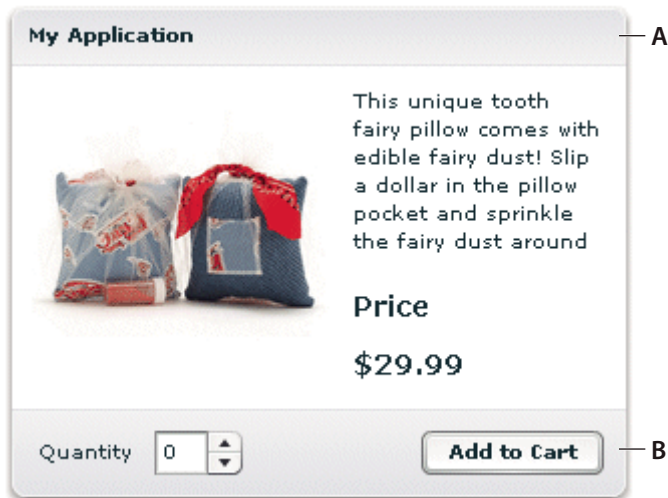 My Application
A
This unique tooth
fairy pillow comes with
edible fairy dust! Slip
a dollar in the pillow
pocket and sprinkle
the fairy dust around
Price
$29.99
Quantity
0
Add to Cart
B